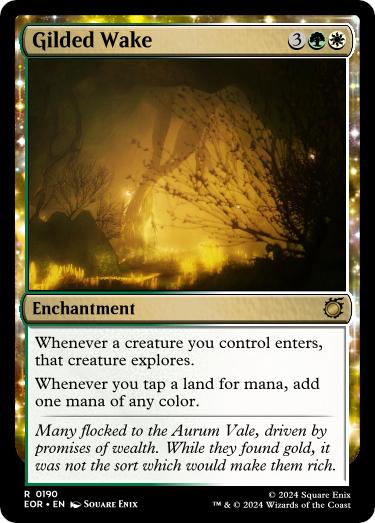 Gilded Wake 3
Enchantment
Whenever a creature you control enters,
that creature explores.
Whenever you tap a land for mana, add
one mana of any color.
Many flocked to the Aurum Vale, driven by
promises of wealth. While they found gold, it
was not the sort which would make them rich.
R 0190 © 2024 Square Enix
EOR • EN SQUARE ENIX ™ & © 2024 Wizards of the Coast